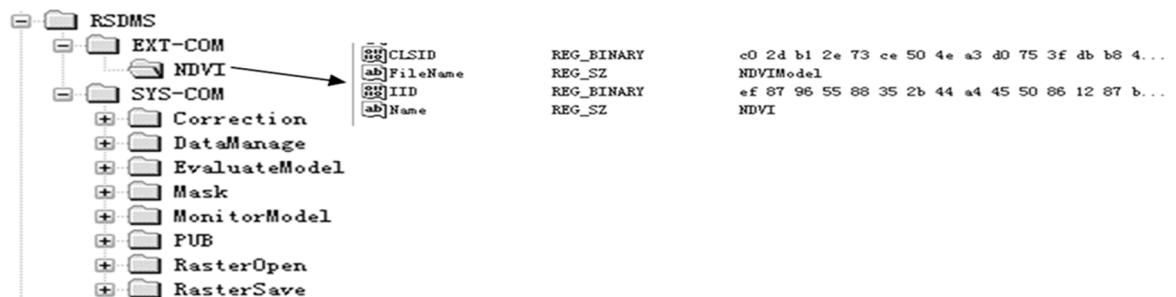 RSDMS
EXT-COM
NDVI
SYS-COM
Correction
DataManage
EvaluateModel
Mask
MonitorModel
PUB
RasterOpen
RasterSave
CLSID REG_BINARY c0 2d b1 2e 73 ce 50 4e a3 d0 75 3f db b8 4...
FileName REG_SZ NDVIModel
IID REG_BINARY ef 87 96 55 88 35 2b 44 a4 45 50 86 12 87 b...
Name REG_SZ NDVI